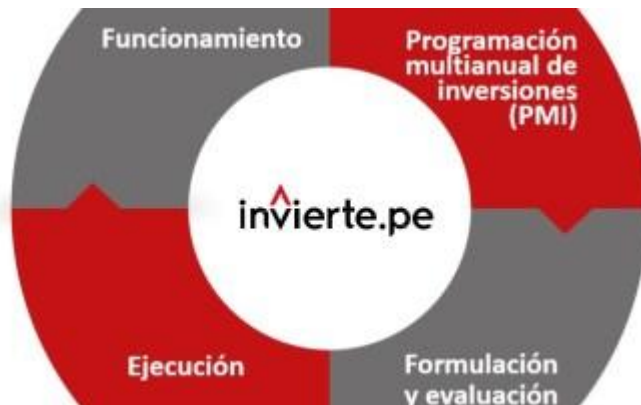 Funcionamiento
Programación
multianual de
inversiones
(PMI)
invierte.pe
Ejecución
Formulación
y evaluación